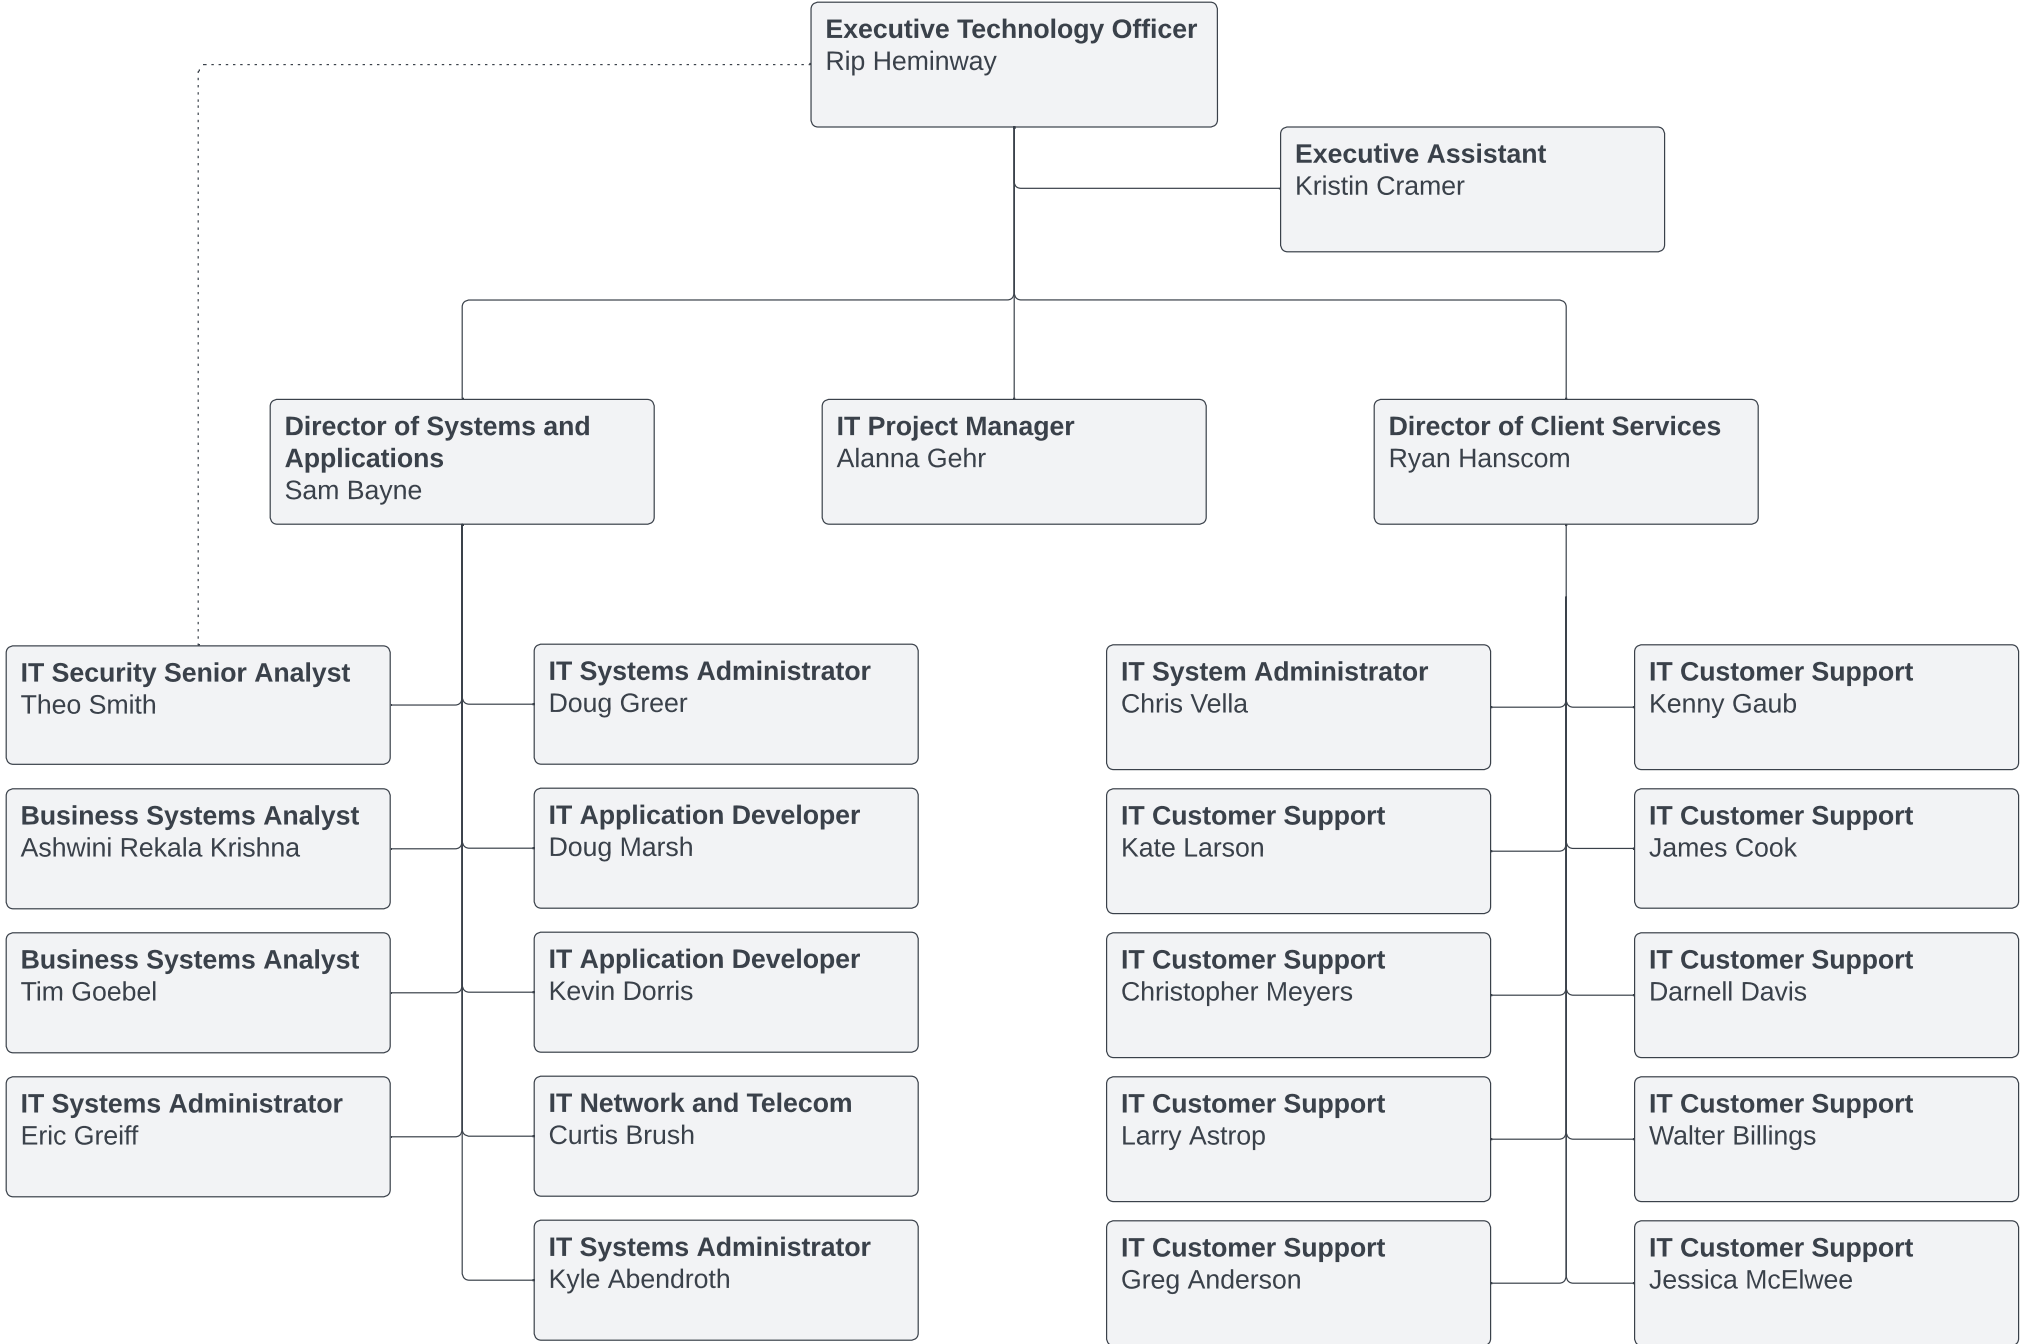 Executive Technology Officer
Rip Heminway
Executive Assistant
Kristin Cramer
Director of Systems and
Applications
Sam Bayne
IT Project Manager
Alanna Gehr
Director of Client Services
Ryan Hanscom
IT Security Senior Analyst
Theo Smith
IT Systems Administrator
Doug Greer
Business Systems Analyst
Ashwini Rekala Krishna
IT Application Developer
Doug Marsh
Business Systems Analyst
Tim Goebel
IT Application Developer
Kevin Dorris
IT Systems Administrator
Eric Greiff
IT Network and Telecom
Curtis Brush
IT Systems Administrator
Kyle Abendroth
IT System Administrator
Chris Vella
IT Customer Support
Kenny Gaub
IT Customer Support
Kate Larson
IT Customer Support
James Cook
IT Customer Support
Christopher Meyers
IT Customer Support
Darnell Davis
IT Customer Support
Larry Astrop
IT Customer Support
Walter Billings
IT Customer Support
Greg Anderson
IT Customer Support
Jessica McElwee